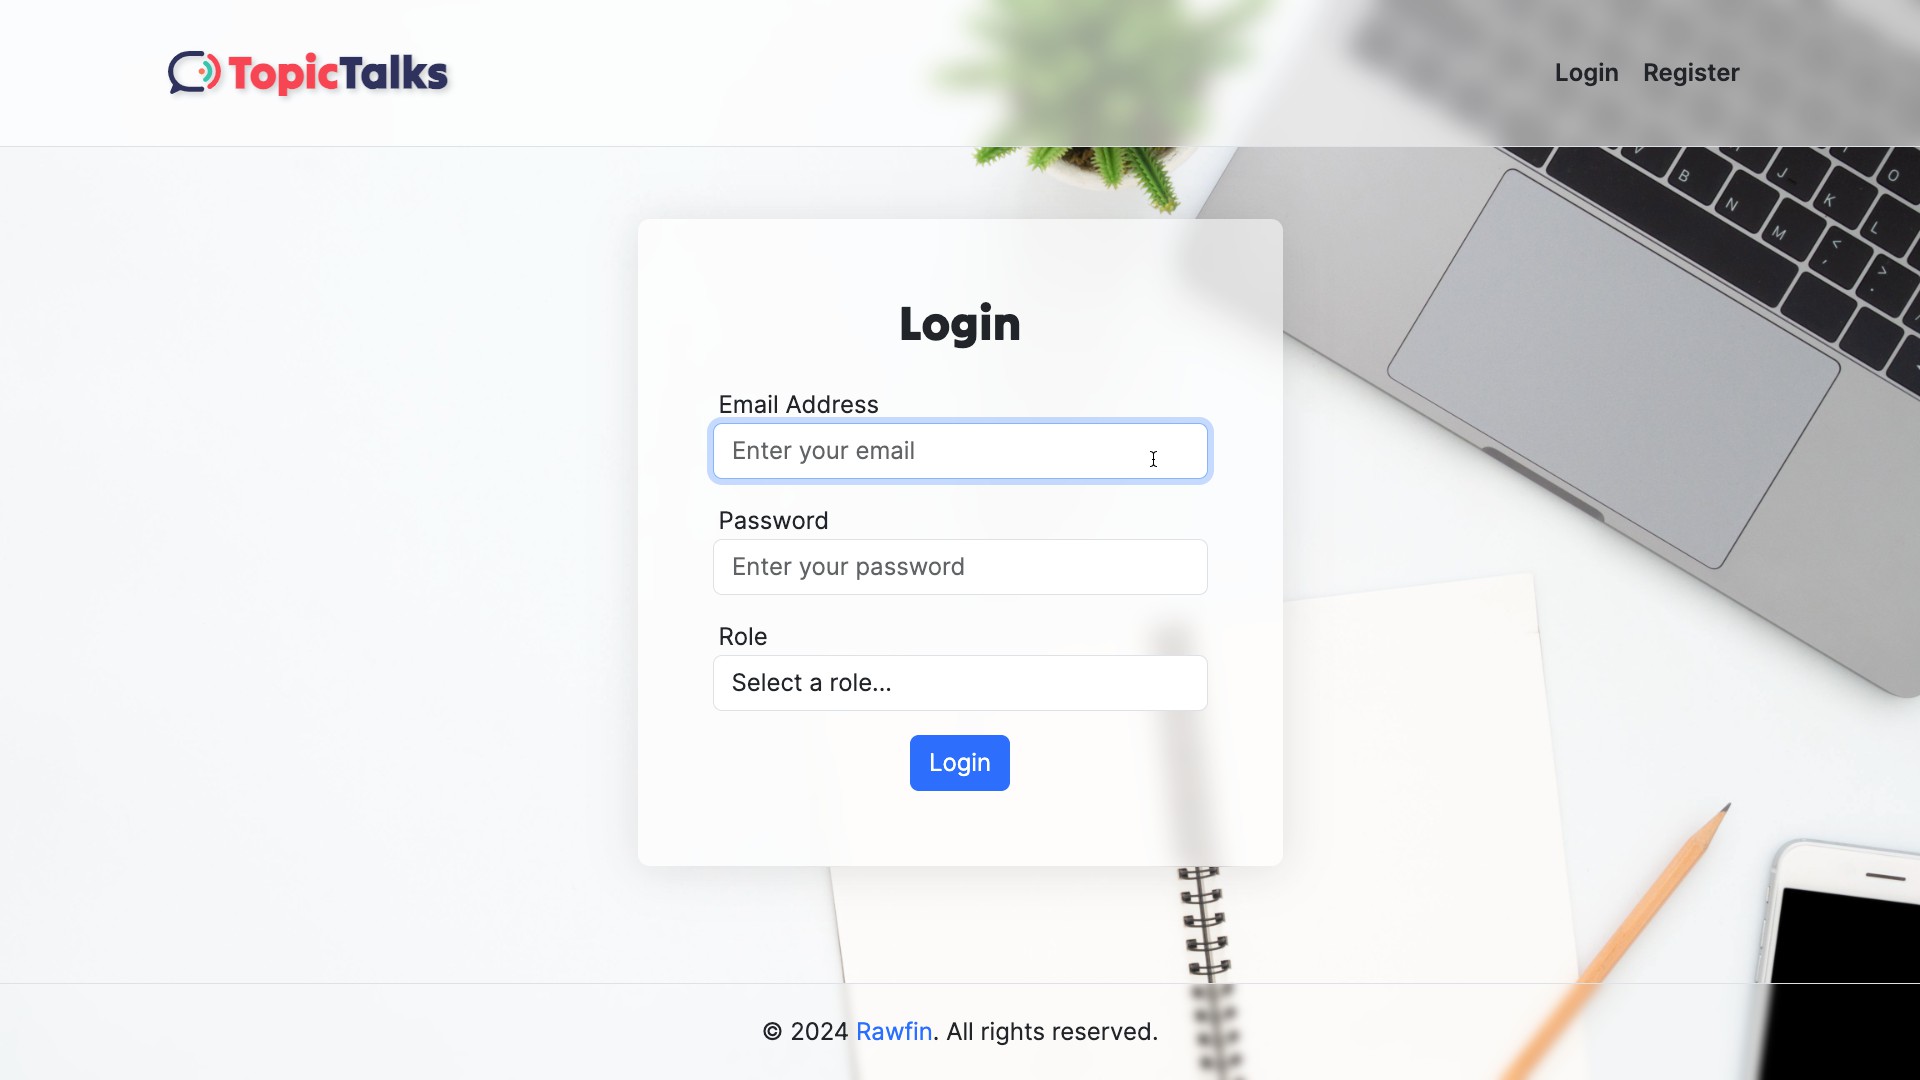 TopicTalks
Login Register
Login
Email Address
Enter your email
Password
Enter your password
Role
Select a role...
Login
© 2024 Rawfin. All rights reserved.
V
B
N
M
J
K
L
O
<
,
>
.